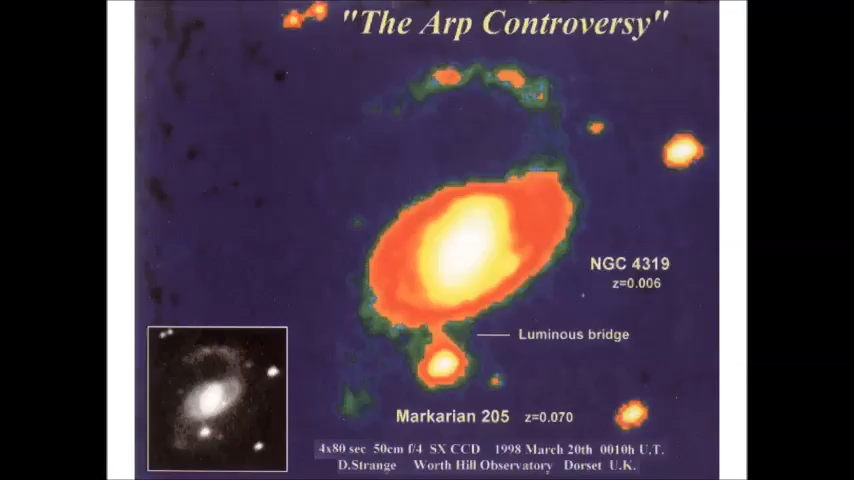 "The Arp Controversy"
NGC 4319
z=0.006
Luminous bridge
Markarian 205 z=0.070
4x80 sec 50cm f/4 SX CCD 1998 March 20th 0010h U.T.
D.Strange Worth Hill Observatory Dorset U.K.